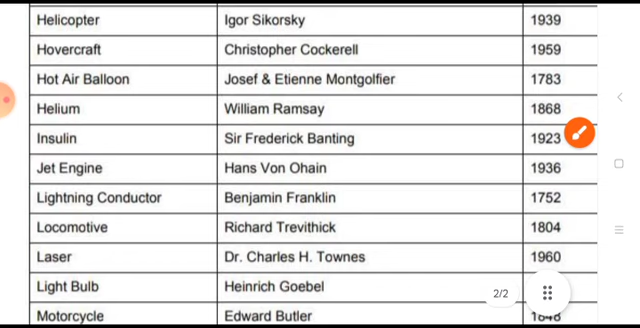 Helicopter Igor Sikorsky 1939
Hovercraft Christopher Cockerell 1959
Hot Air Balloon Josef & Etienne Montgolfier 1783
Helium William Ramsay 1868
Insulin Sir Frederick Banting 1923
Jet Engine Hans Von Ohain 1936
Lightning Conductor Benjamin Franklin 1752
Locomotive Richard Trevithick 1804
Laser Dr. Charles H. Townes 1960
Light Bulb Heinrich Goebel
2/2
Motorcycle Edward Butler